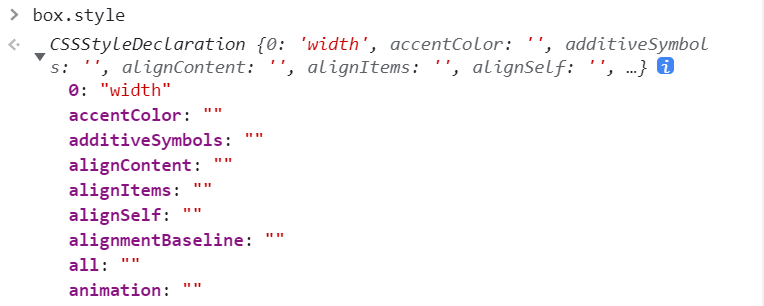 box.style
CSSStyleDeclaration {0: 'width', accentColor: '', additiveSymbol
s: '', alignContent: '', alignItems: '', alignSelf: '', …} i
0: "width"
accentColor: ""
additiveSymbols: ""
alignContent: ""
alignItems: ""
alignSelf: ""
alignmentBaseline: ""
all: ""
animation: ""